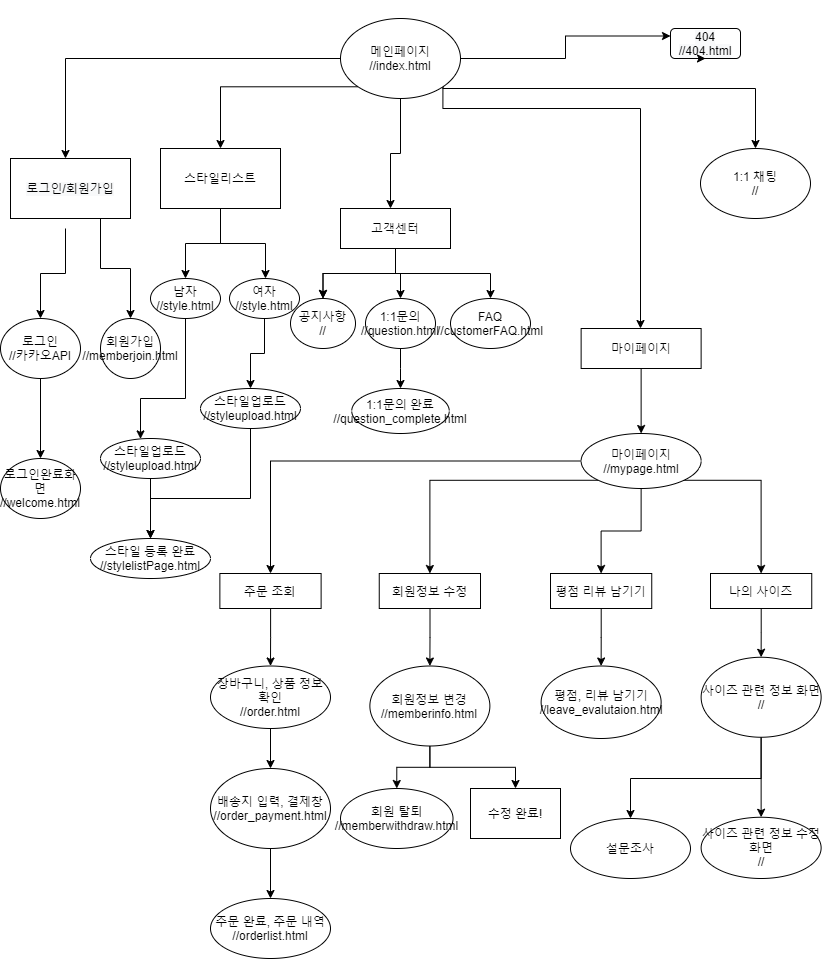 메인페이지
//index.html
404
//404.html
로그인/회원가입
스타일리스트
1:1 채팅
//
고객센터
남자
//style.html
여자
//style.html
공지사항
//
1:1문의
//question.html
FAQ
//customerFAQ.html
로그인
//카카오API
회원가입
//memberjoin.html
마이페이지
스타일업로드
//styleupload.html
1:1문의 완료
//question_complete.html
스타일업로드
//styleupload.html
마이페이지
//mypage.html
로그인완료화
면
//welcome.html
스타일 등록 완료
//stylelistPage.html
주문 조회
회원정보 수정
평점 리뷰 남기기
나의 사이즈
장바구니, 상품 정보
확인
//order.html
회원정보 변경
//memberinfo.html
평점, 리뷰 남기기
//leave_evalutaion.html
사이즈 관련 정보 화면
//
배송지 입력, 결제창
//order_payment.html
회원 탈퇴
//memberwithdraw.html
수정 완료!
설문조사
사이즈 관련 정보 수정
화면
//
주문 완료, 주문 내역
//orderlist.html